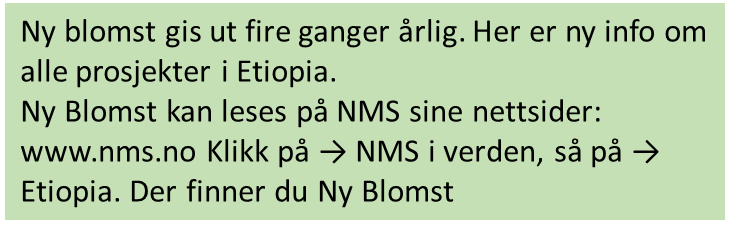 Ny blomst gis ut fire ganger årlig. Her er ny info om
alle prosjekter i Etiopia.
Ny Blomst kan leses på NMS sine nettsider:
www.nms.no Klikk på → NMS i verden, så på →
Etiopia. Der finner du Ny Blomst